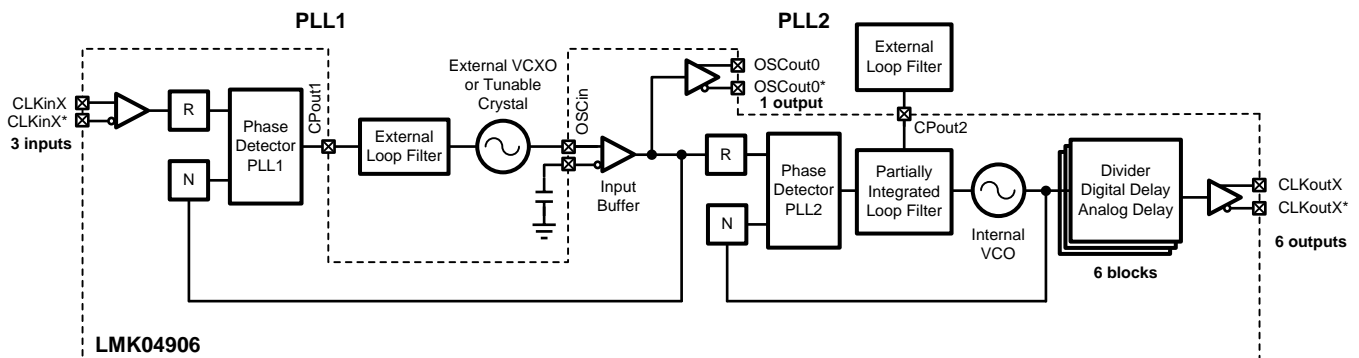 PLL1
PLL2
External
Loop Filter
External VCXO
or Tunable
Crystal
OSCout0
OSCout0*
1 output
CLKinX
CLKinX*
3 inputs
R
N
Phase
Detector
PLL1
CPout1
External
Loop Filter
OSCin
Input
Buffer
CPout2
R
N
Phase
Detector
PLL2
Partially
Integrated
Loop Filter
Internal
VCO
Divider
Digital Delay
Analog Delay
6 blocks
CLKoutX
CLKoutX*
6 outputs
LMK04906